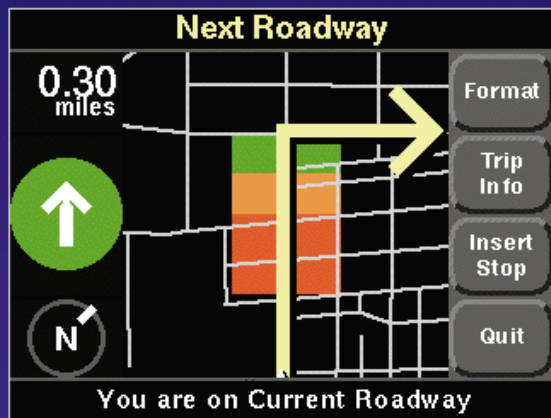 Next Roadway
0.30
miles
Format
Trip
Info
Insert
Stop
N
Quit
You are on Current Roadway